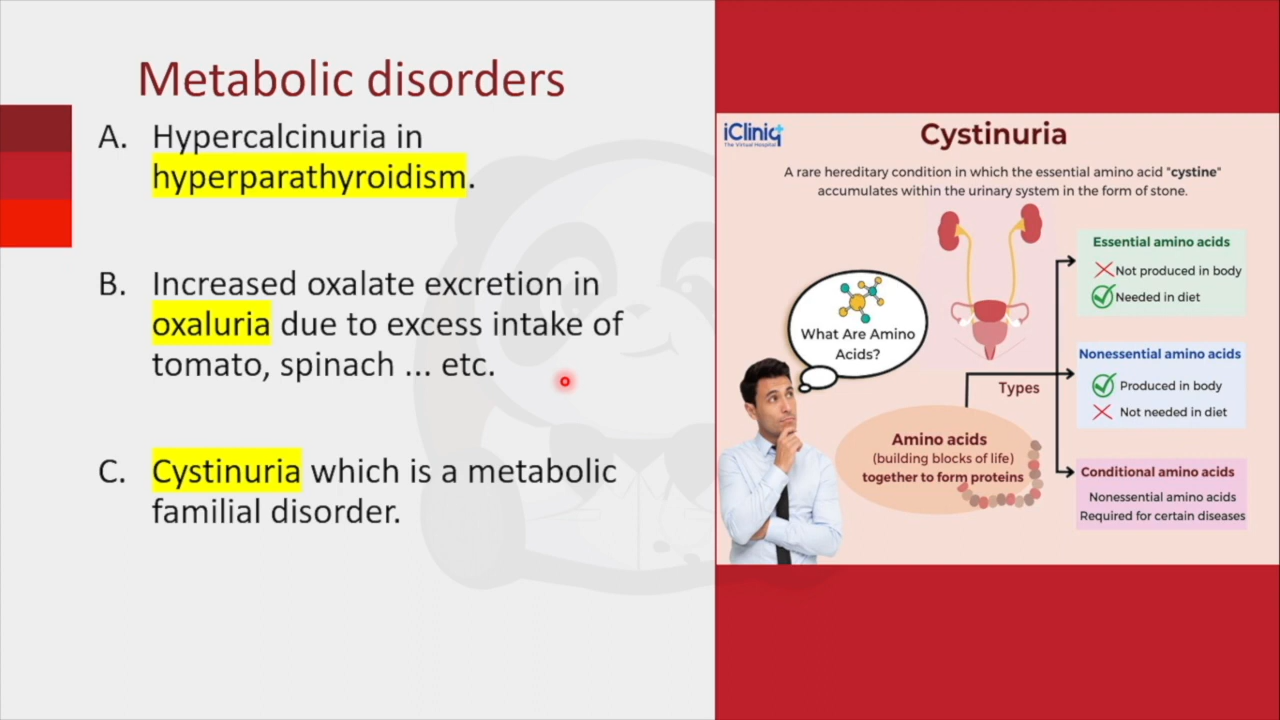 Metabolic disorders
A. Hypercalcinuria in
hyperparathyroidism.
B. Increased oxalate excretion in
oxaluria due to excess intake of
tomato, spinach ... etc.
C. Cystinuria which is a metabolic
familial disorder.
iCliniq
The Virtual Hospital
Cystinuria
A rare hereditary condition in which the essential amino acid "cystine"
accumulates within the urinary system in the form of stone.
What Are Amino
Acids?
Amino acids
(building blocks of life)
together to form proteins
Types
Essential amino acids
Not produced in body
Needed in diet
Nonessential amino acids
Produced in body
Not needed in diet
Conditional amino acids
Nonessential amino acids
Required for certain diseases